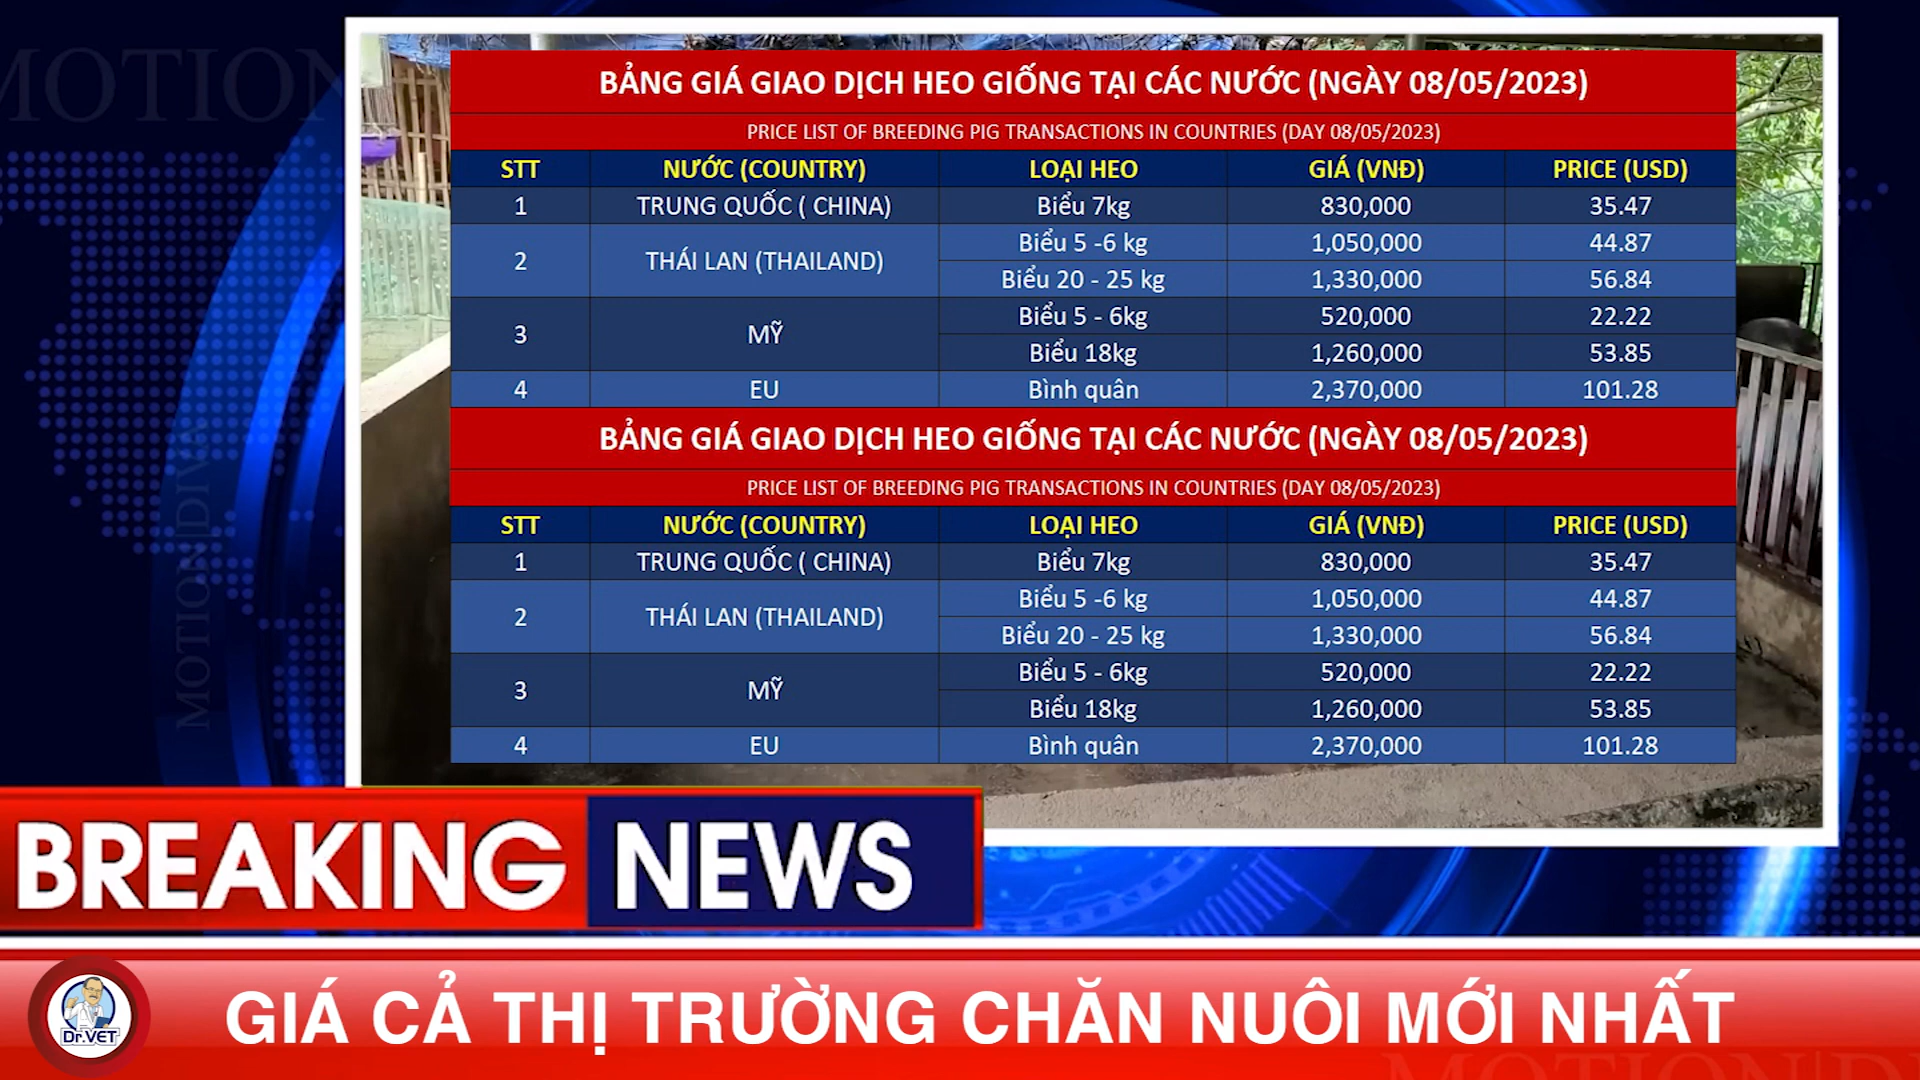 MOTION
BẢNG GIÁ GIAO DỊCH HEO GIỐNG TẠI CÁC NƯỚC (NGÀY 08/05/2023)
PRICE LIST OF BREEDING PIG TRANSACTIONS IN COUNTRIES (DAY 08/05/2023)
STT NƯỚC (COUNTRY) LOẠI HEO GIÁ (VNĐ) PRICE (USD)
1 TRUNG QUỐC ( CHINA) Biểu 7kg 830,000 35.47
2 THÁI LAN (THAILAND) Biểu 5 -6 kg 1,050,000 44.87
Biểu 20 - 25 kg 1,330,000 56.84
3 MỸ Biểu 5 - 6kg 520,000 22.22
Biểu 18kg 1,260,000 53.85
4 EU Bình quân 2,370,000 101.28
BẢNG GIÁ GIAO DỊCH HEO GIỐNG TẠI CÁC NƯỚC (NGÀY 08/05/2023)
PRICE LIST OF BREEDING PIG TRANSACTIONS IN COUNTRIES (DAY 08/05/2023)
STT NƯỚC (COUNTRY) LOẠI HEO GIÁ (VNĐ) PRICE (USD)
1 TRUNG QUỐC ( CHINA) Biểu 7kg 830,000 35.47
2 THÁI LAN (THAILAND) Biểu 5 -6 kg 1,050,000 44.87
Biểu 20 - 25 kg 1,330,000 56.84
3 MỸ Biểu 5 - 6kg 520,000 22.22
Biểu 18kg 1,260,000 53.85
4 EU Bình quân 2,370,000 101.28
MOTION|DIVA
BREAKING NEWS
Dr.VET
GIÁ CẢ THỊ TRƯỜNG CHĂN NUÔI MỚI NHẤT
MOTION|D